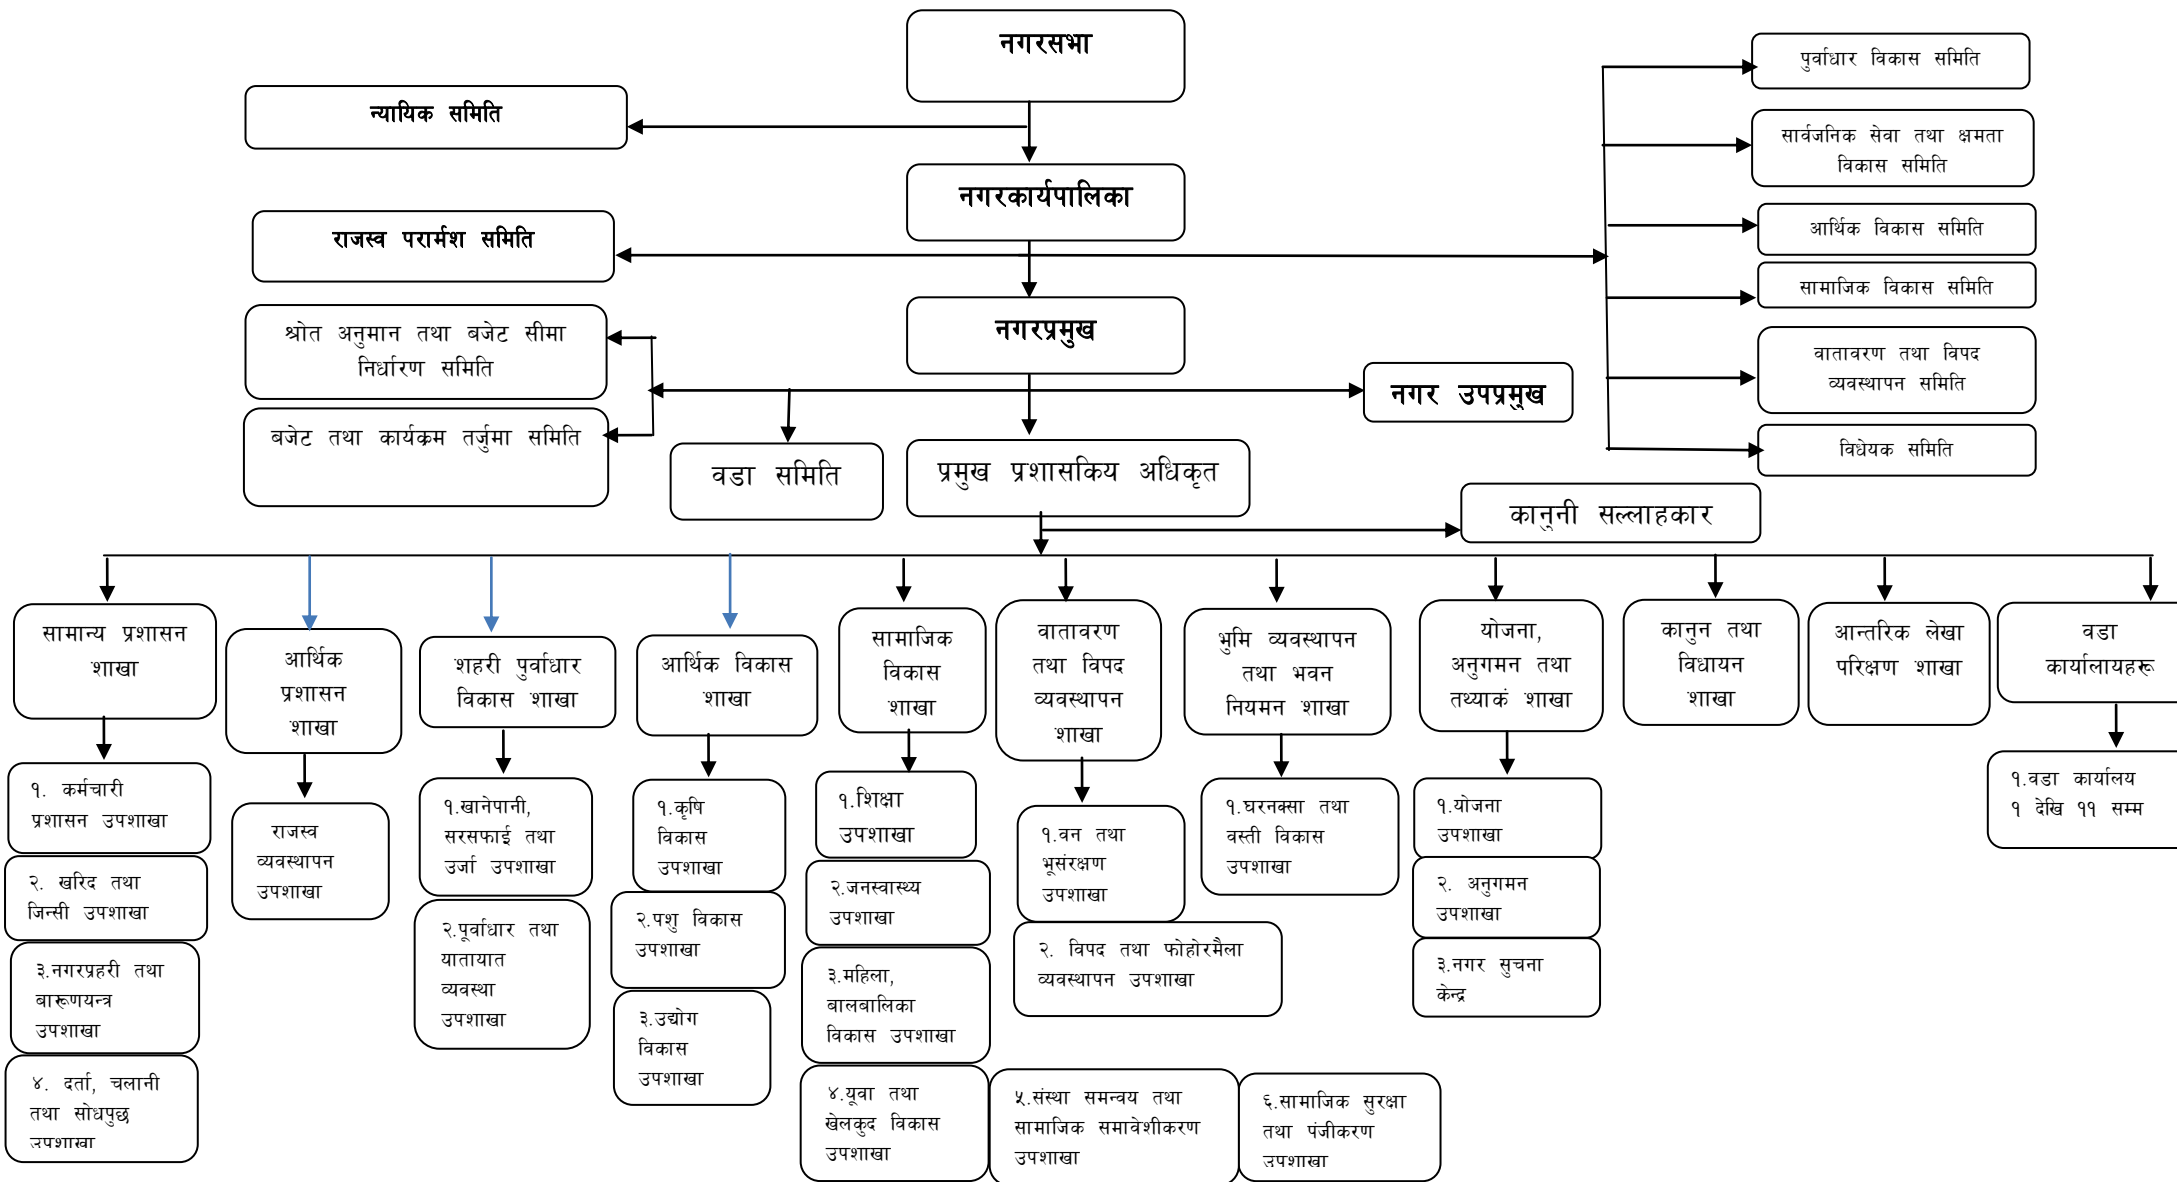 नगरसभा
न्यायिक समिति
नगरकार्यपालिका
राजस्व परार्मश समिति
नगरप्रमुख
श्रोत अनुमान तथा बजेट सीमा
निर्धारण समिति
बजेट तथा कार्यक्रम तर्जुमा समिति
नगर उपप्रमुख
वडा समिति
प्रमुख प्रशासकिय अधिकृत
कानुनी सल्लाहकार
पुर्वाधार विकास समिति
सार्वजनिक सेवा तथा क्षमता
विकास समिति
आर्थिक विकास समिति
सामाजिक विकास समिति
वातावरण तथा विपद
व्यवस्थापन समिति
विधेयक समिति
सामान्य प्रशासन
शाखा
१. कर्मचारी
प्रशासन उपशाखा
२. खरिद तथा
जिन्सी उपशाखा
३.नगरप्रहरी तथा
बारूणयन्त्र
उपशाखा
४. दर्ता, चलानी
तथा सोधपुछ
उपशाखा
आर्थिक
प्रशासन
शाखा
राजस्व
व्यवस्थापन
उपशाखा
शहरी पुर्वाधार
विकास शाखा
१.खानेपानी,
सरसफाई तथा
उर्जा उपशाखा
२.पूर्वाधार तथा
यातायात
व्यवस्था
उपशाखा
आर्थिक विकास
शाखा
१.कृषि
विकास
उपशाखा
२.पशु विकास
उपशाखा
३.उद्योग
विकास
उपशाखा
सामाजिक
विकास
शाखा
१.शिक्षा
उपशाखा
२.जनस्वास्थ्य
उपशाखा
३.महिला,
बालबालिका
विकास उपशाखा
४.यूवा तथा
खेलकुद विकास
उपशाखा
५.संस्था समन्वय तथा
सामाजिक समावेशीकरण
उपशाखा
६.सामाजिक सुरक्षा
तथा पंजीकरण
उपशाखा
वातावरण
तथा विपद
व्यवस्थापन
शाखा
१.वन तथा
भूसंरक्षण
उपशाखा
२. विपद तथा फोहोरमैला
व्यवस्थापन उपशाखा
भुमि व्यवस्थापन
तथा भवन
नियमन शाखा
१.घरनक्सा तथा
वस्ती विकास
उपशाखा
योजना,
अनुगमन तथा
तथ्याकं शाखा
१.योजना
उपशाखा
२. अनुगमन
उपशाखा
३.नगर सुचना
केन्द्र
कानुन तथा
विधायन
शाखा
आन्तरिक लेखा
परिक्षण शाखा
वडा
कार्यालायहरू
१.वडा कार्यालय
१ देखि ११ सम्म